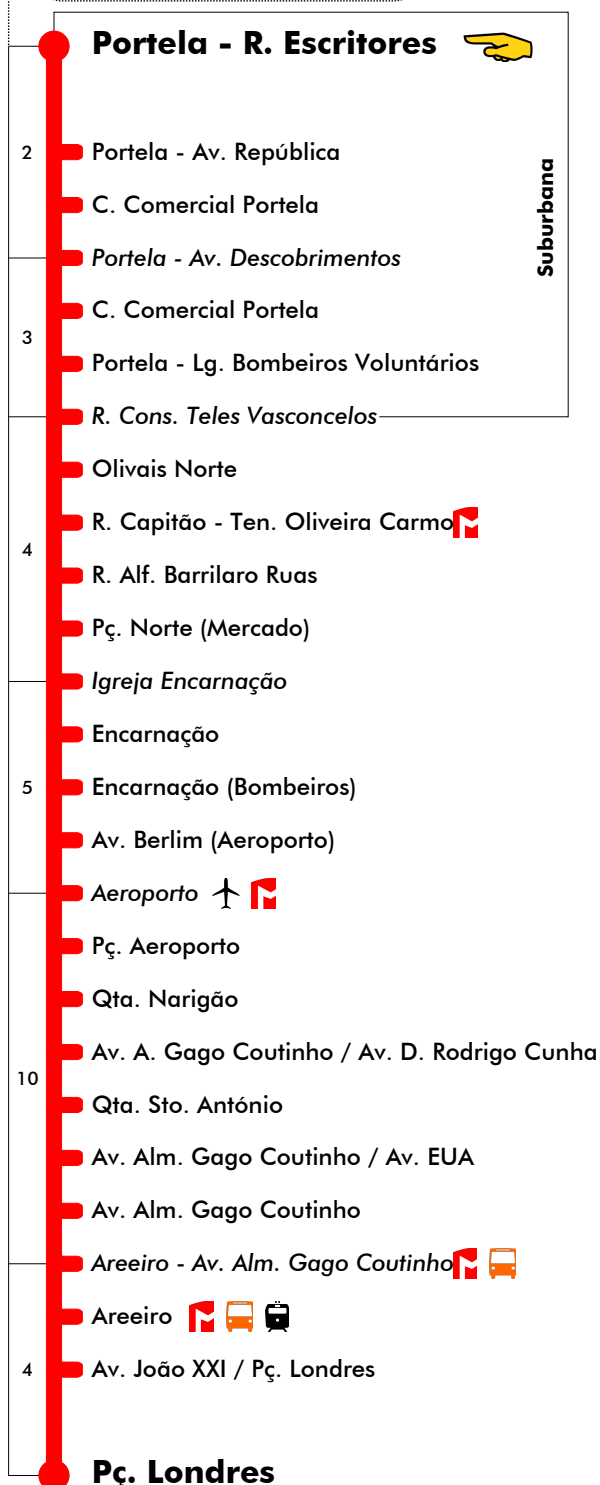 Portela - R. Escritores
2
Portela - Av. República
C. Comercial Portela
Suburbana
Portela - Av. Descobrimentos
C. Comercial Portela
3
Portela - Lg. Bombeiros Voluntários
R. Cons. Teles Vasconcelos
Olivais Norte
R. Capitão - Ten. Oliveira Carmo
4
R. Alf. Barrilaro Ruas
Pç. Norte (Mercado)
Igreja Encarnação
Encarnação
5
Encarnação (Bombeiros)
Av. Berlim (Aeroporto)
Aeroporto
Pç. Aeroporto
Qta. Narigão
Av. A. Gago Coutinho / Av. D. Rodrigo Cunha
10
Qta. Sto. António
Av. Alm. Gago Coutinho / Av. EUA
Av. Alm. Gago Coutinho
Areeiro - Av. Alm. Gago Coutinho
Areeiro
4
Av. João XXI / Pç. Londres
Pç. Londres